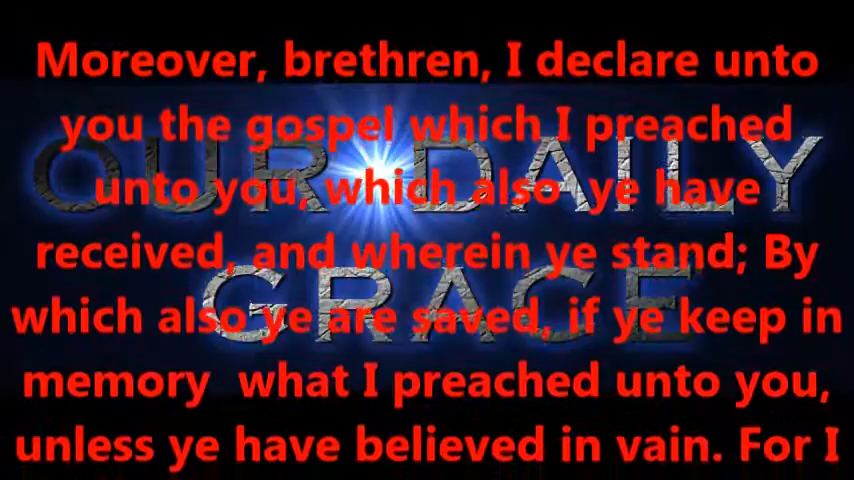 Moreover, brethren, I declare unto
you the gospel which I preached
unto you, which also ye have
received, and wherein ye stand; By
which also ye are saved, if ye keep in
memory what I preached unto you,
unless ye have believed in vain. For I
OUR DAILY
GRACE